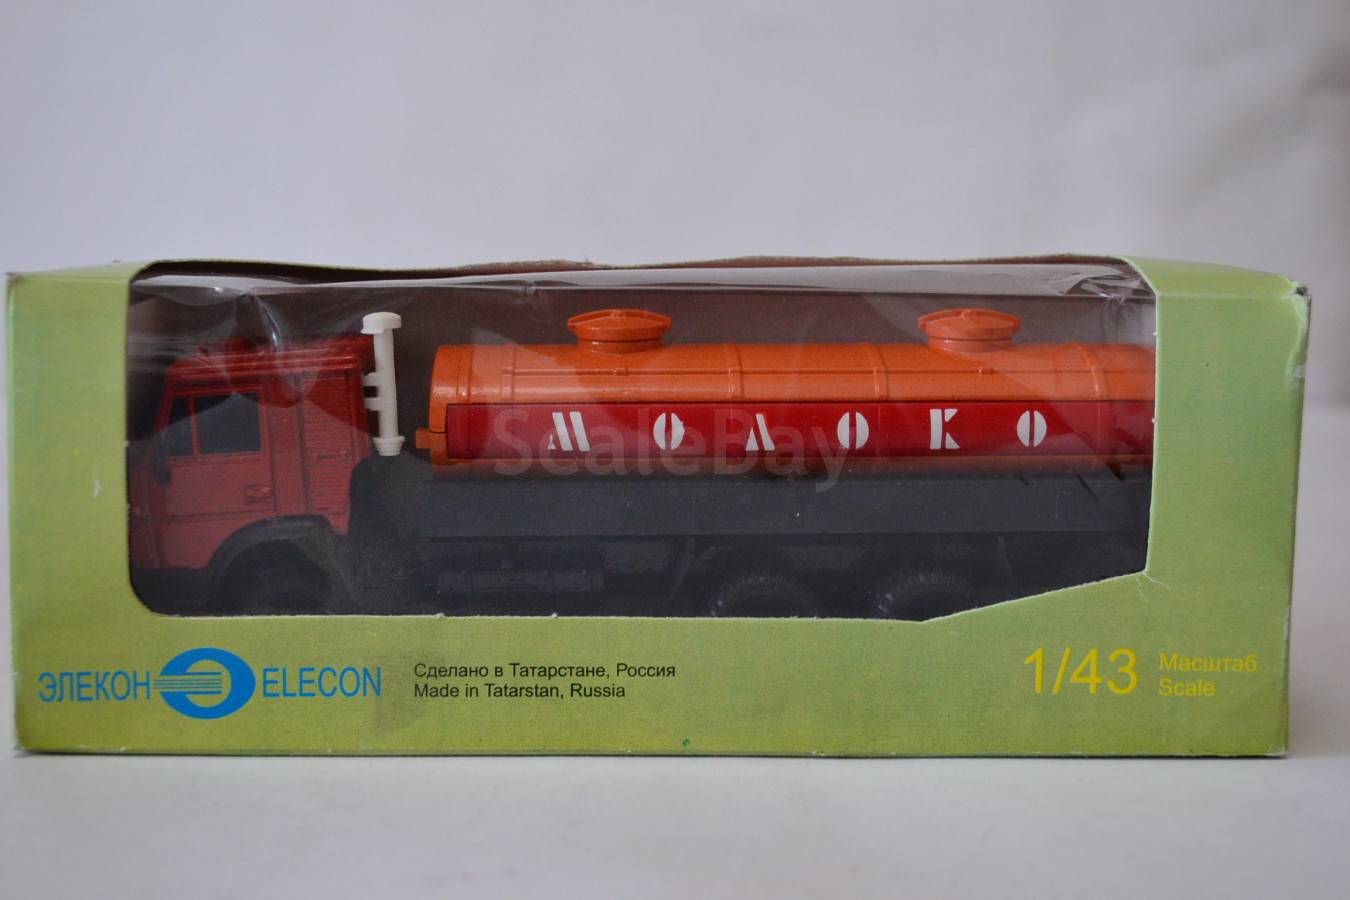 МОЛОКО
ScaleBay
ЭЛЕКОН ELECON
Сделано в Татарстане, Россия
Made in Tatarstan, Russia
1/43
Масштаб
Scale